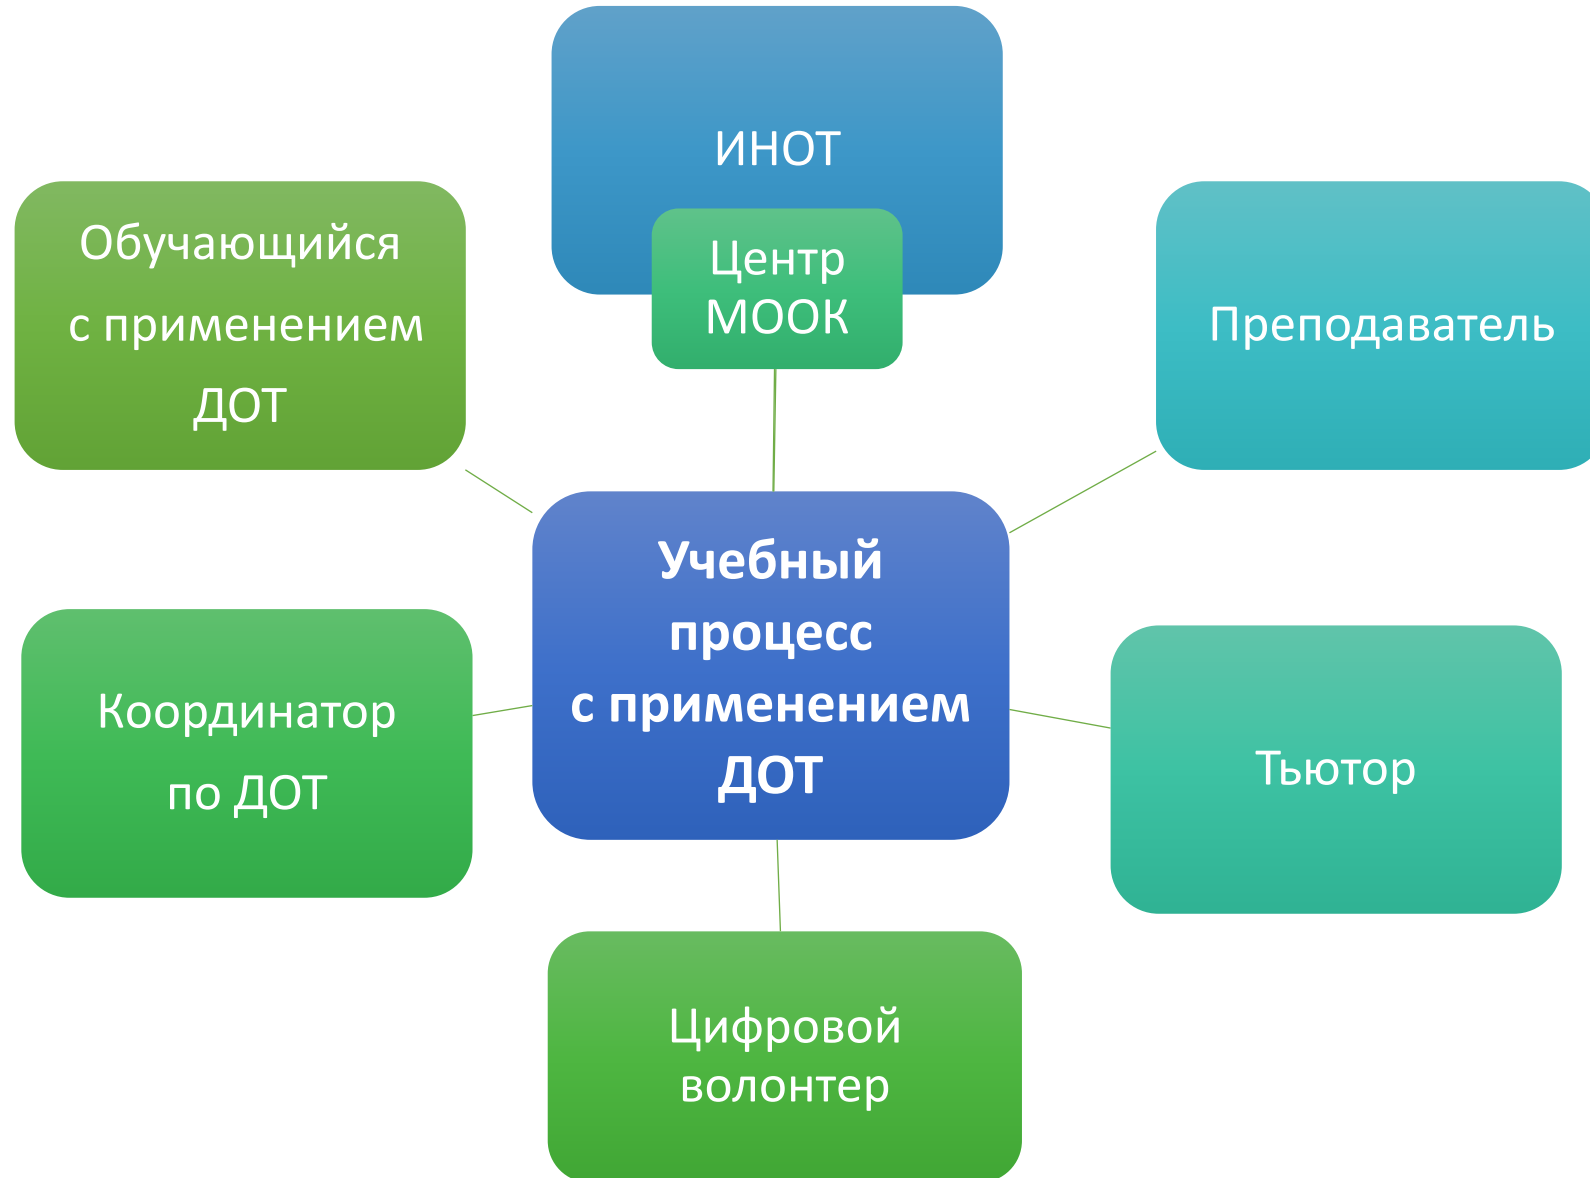 ИНОТ
Центр
МООК
Обучающийся
с применением
ДОТ
Преподаватель
Учебный
процесс
с применением
ДОТ
Координатор
по ДОТ
Тьютор
Цифровой
волонтер